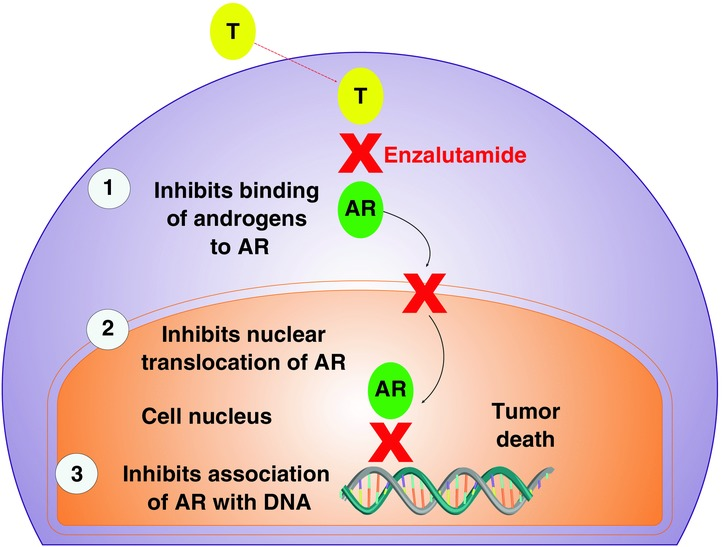 T
T
Enzalutamide
1
Inhibits binding
of androgens
to AR
AR
2
Inhibits nuclear
translocation of AR
AR
Cell nucleus
Tumor
death
3
Inhibits association
of AR with DNA